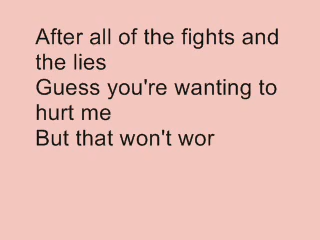 After all of the fights and
the lies
Guess you're wanting to
hurt me
But that won't wor